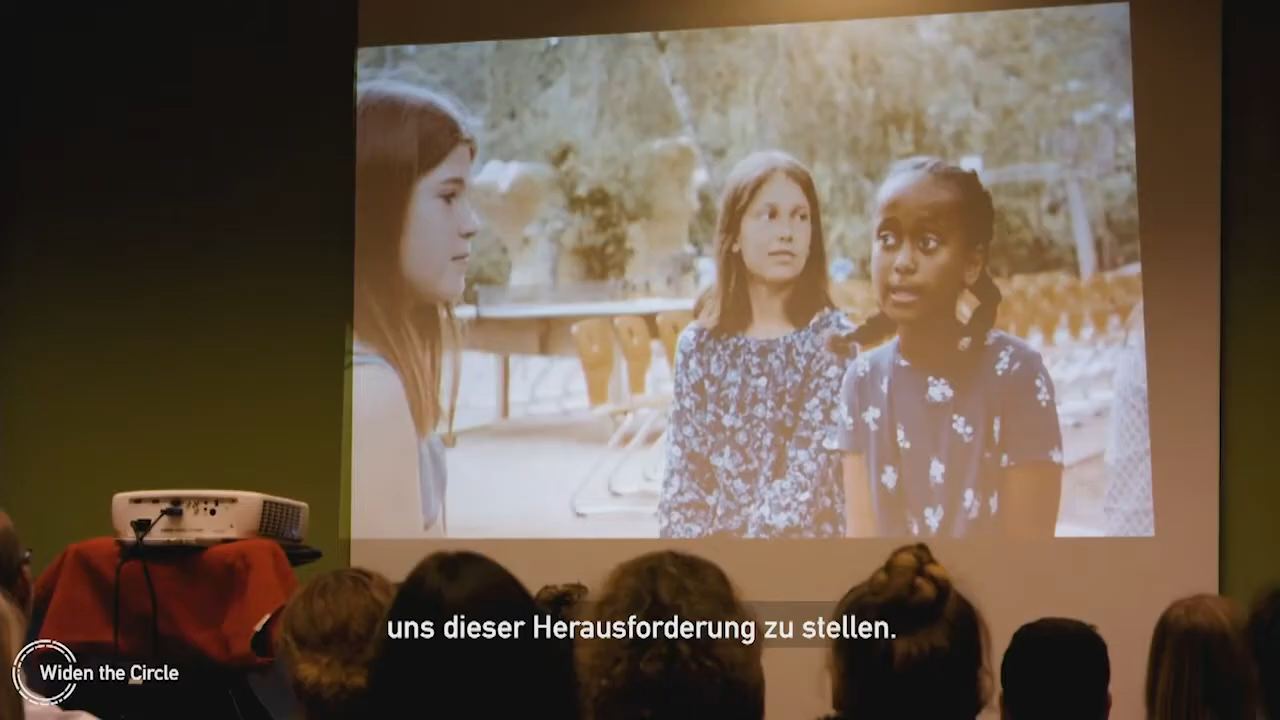 uns dieser Herausforderung zu stellen.
Widen the Circle